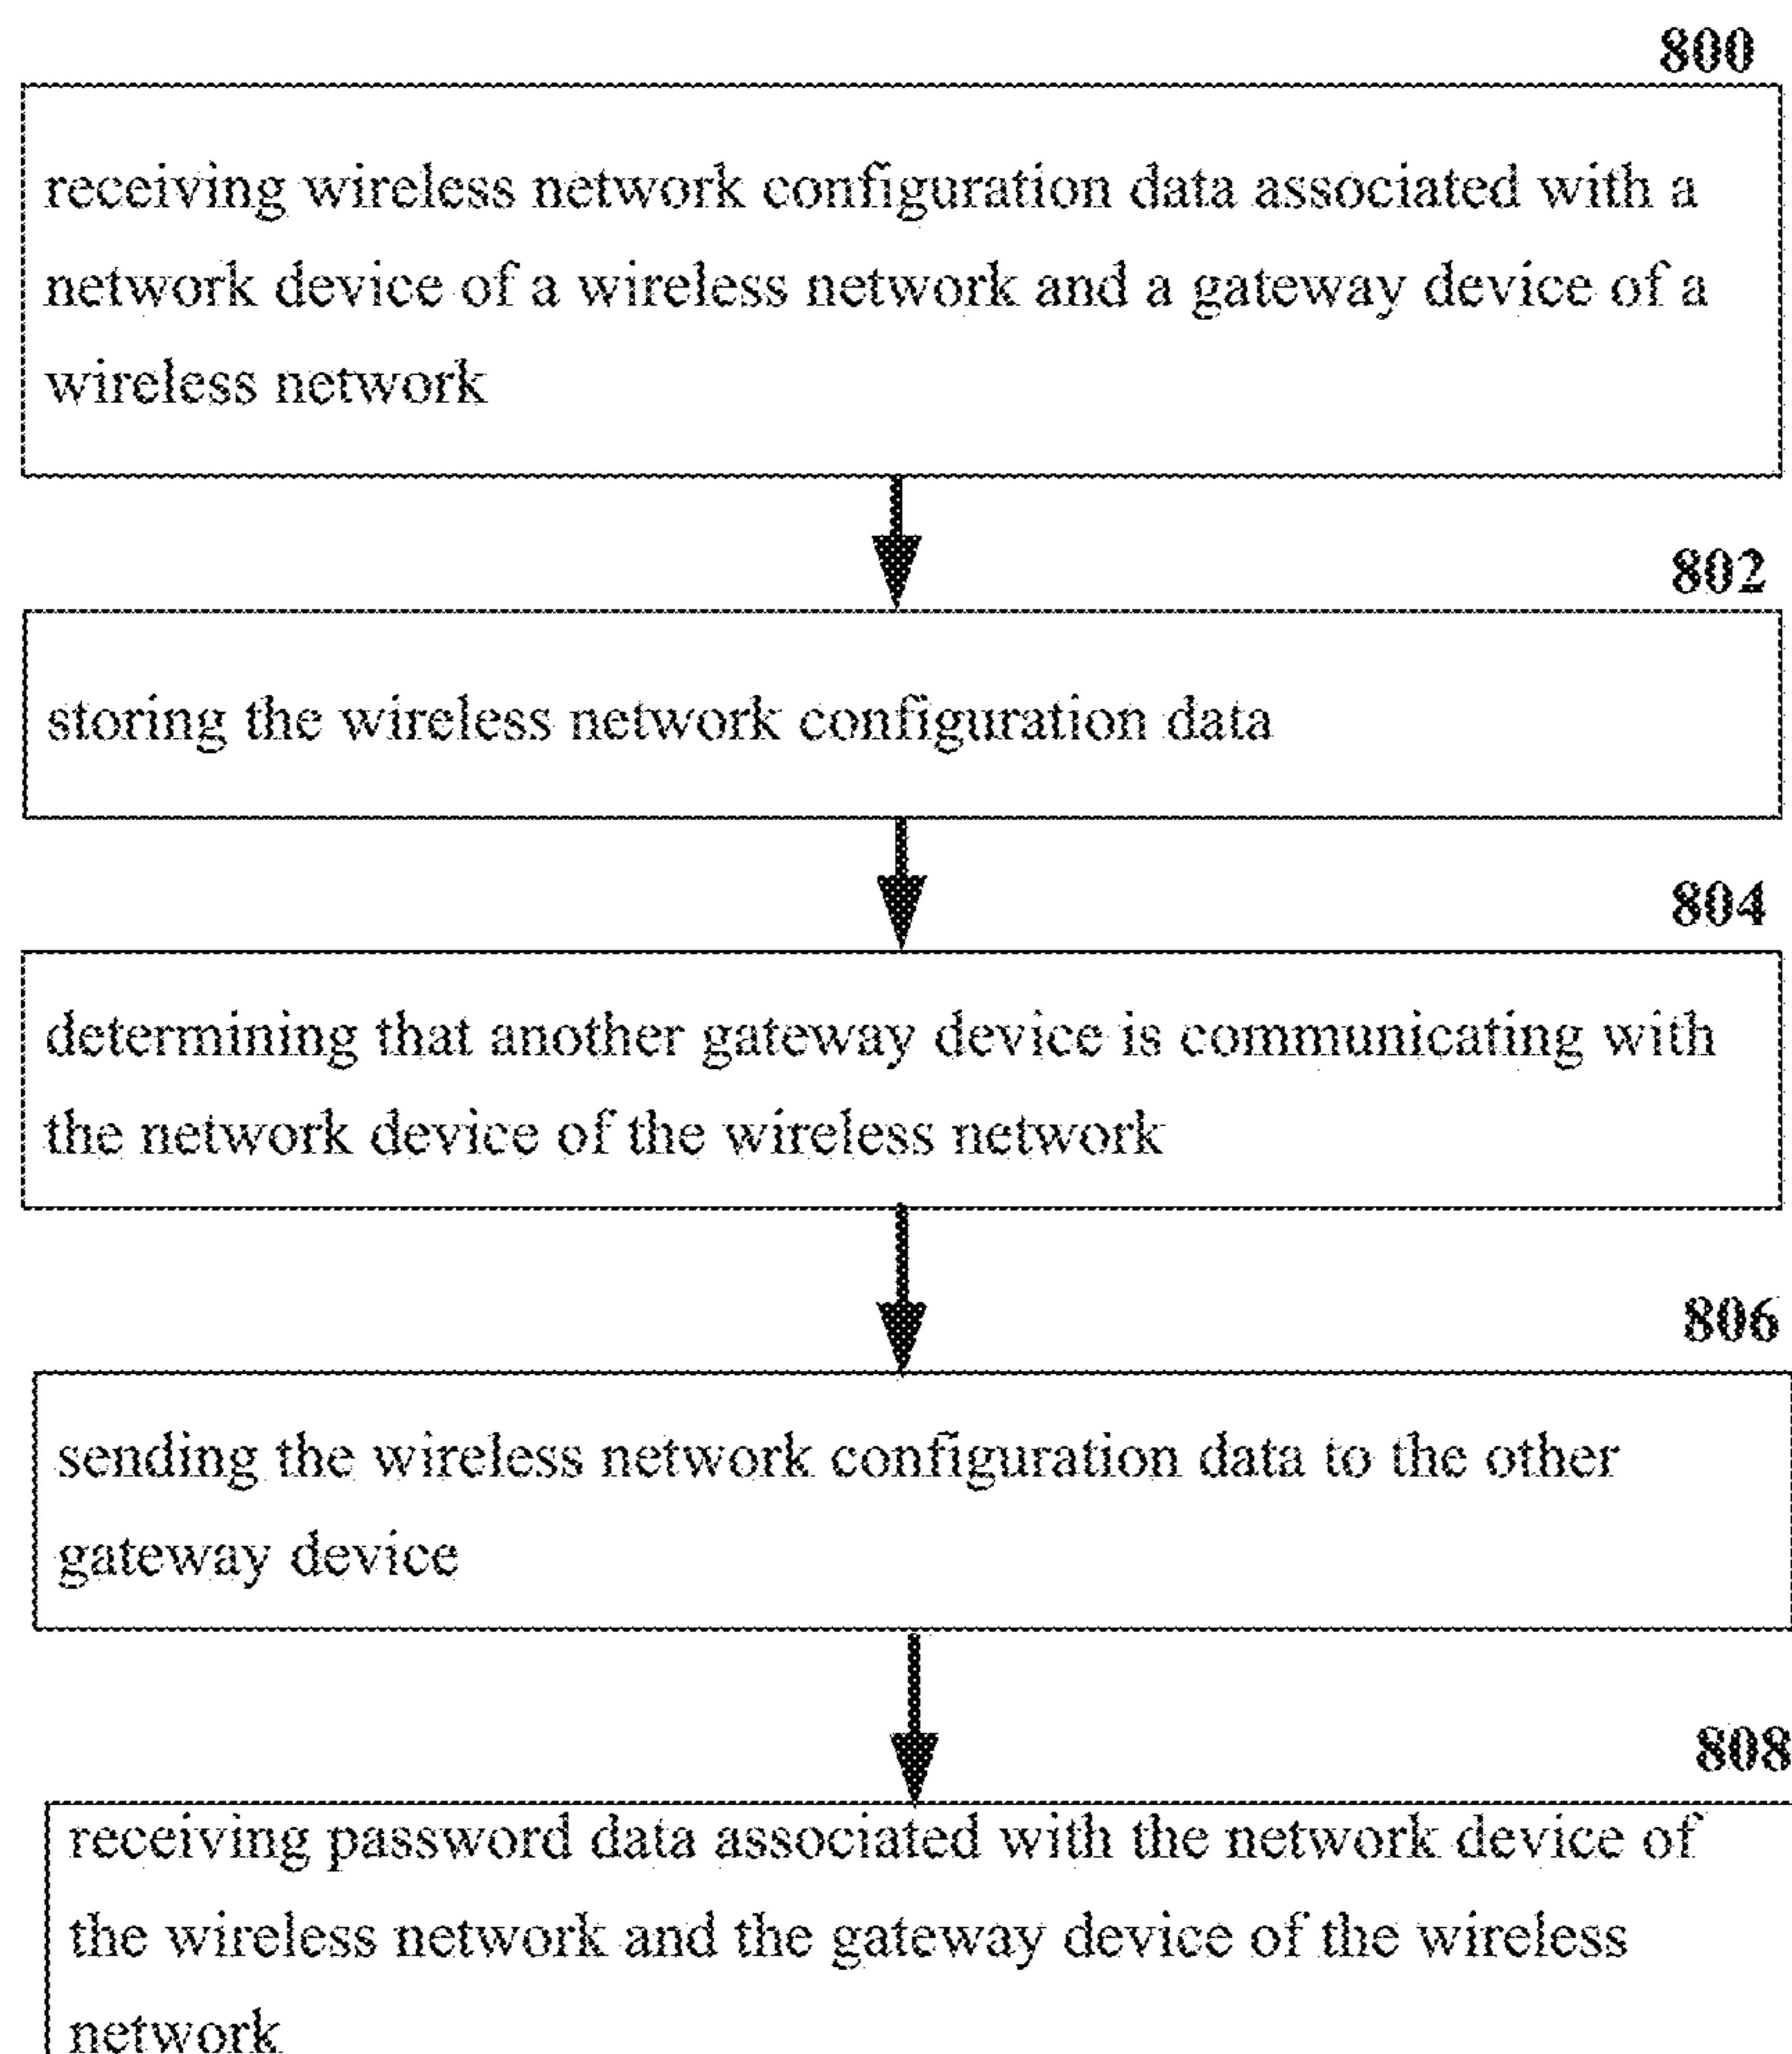 800
receiving wireless network configuration data associated with a
network device of a wireless network and a gateway device of a
wireless network
802
storing the wireless network configuration data
804
determining that another gateway device is communicating with
the network device of the wireless network
806
sending the wireless network configuration data to the other
gateway device
808
receiving password data associated with the network device of
the wireless network and the gateway device of the wireless
network